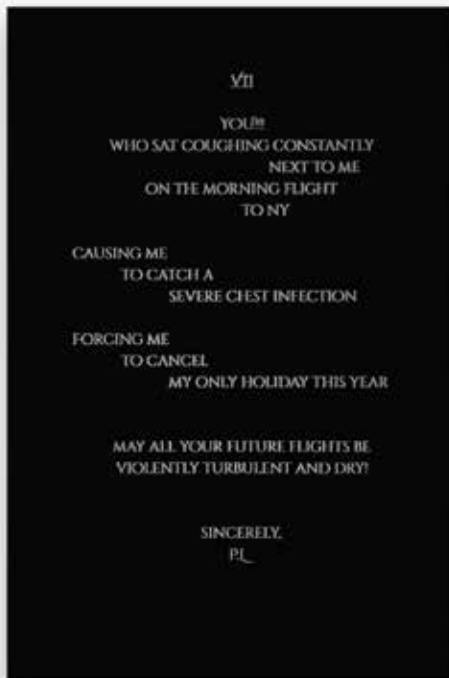 VII
YOU!!!
WHO SAT COUGHING CONSTANTLY
NEXT TO ME
ON THE MORNING FLIGHT
TO NY
CAUSING ME
TO CATCH A
SEVERE CHEST INFECTION
FORCING ME
TO CANCEL
MY ONLY HOLIDAY THIS YEAR
MAY ALL YOUR FUTURE FLIGHTS BE
VIOLENTLY TURBULENT AND DRY!
SINCERELY,
P.L